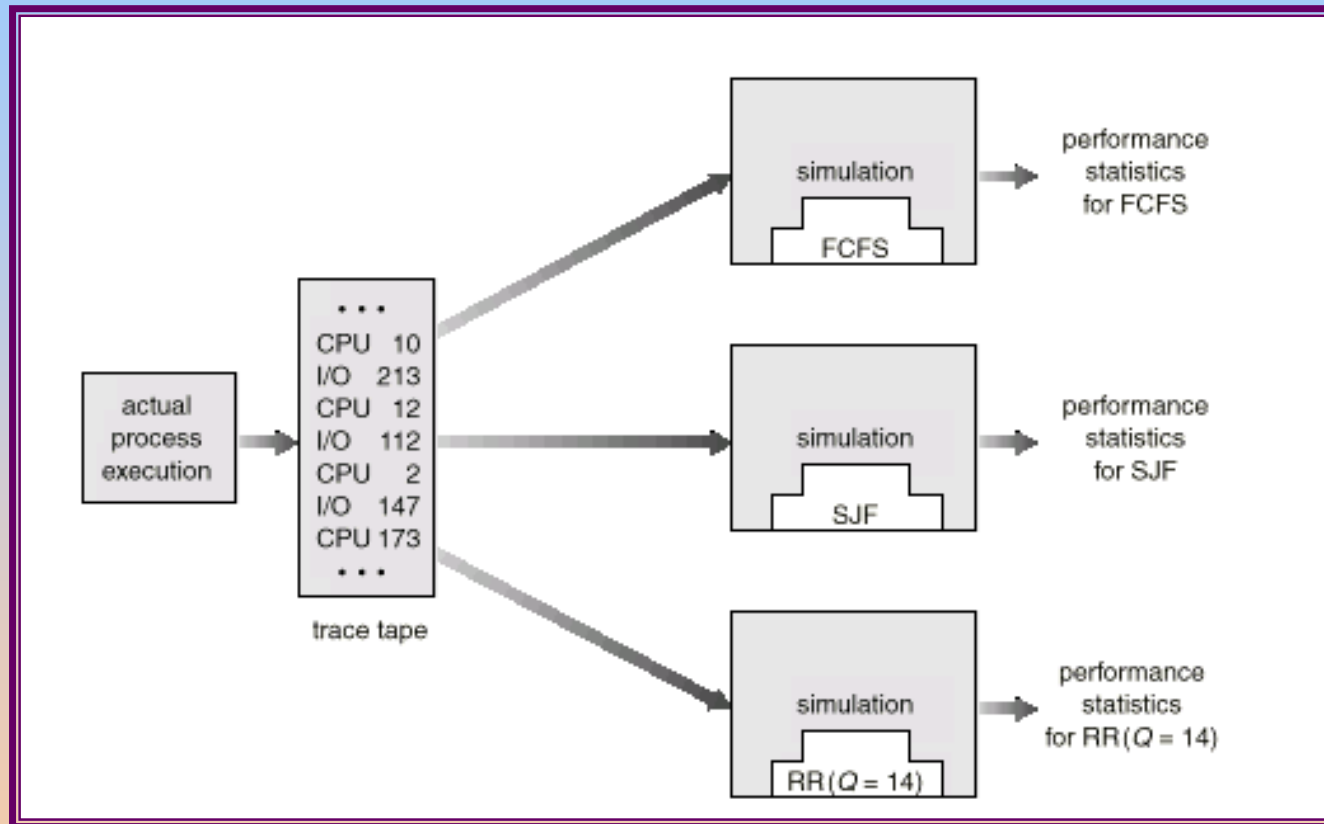 actual
process
execution
• • •
CPU 10
I/O 213
CPU 12
I/O 112
CPU 2
I/O 147
CPU 173
• • •
trace tape
simulation
FCFS
performance
statistics
for FCFS
simulation
SJF
performance
statistics
for SJF
simulation
RR(Q = 14)
performance
statistics
for RR(Q = 14)